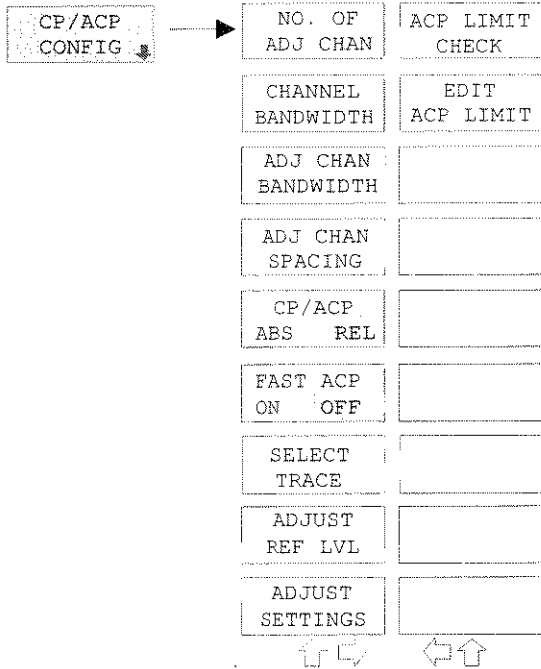 CP/ACP
CONFIG
NO. OF
ADJ CHAN
CHANNEL
BANDWIDTH
ADJ CHAN
BANDWIDTH
ADJ CHAN
SPACING
CP/ACP
ABS REL
FAST ACP
ON OFF
SELECT
TRACE
ADJUST
REF LVL
ADJUST
SETTINGS
ACP LIMIT
CHECK
EDIT
ACP LIMIT